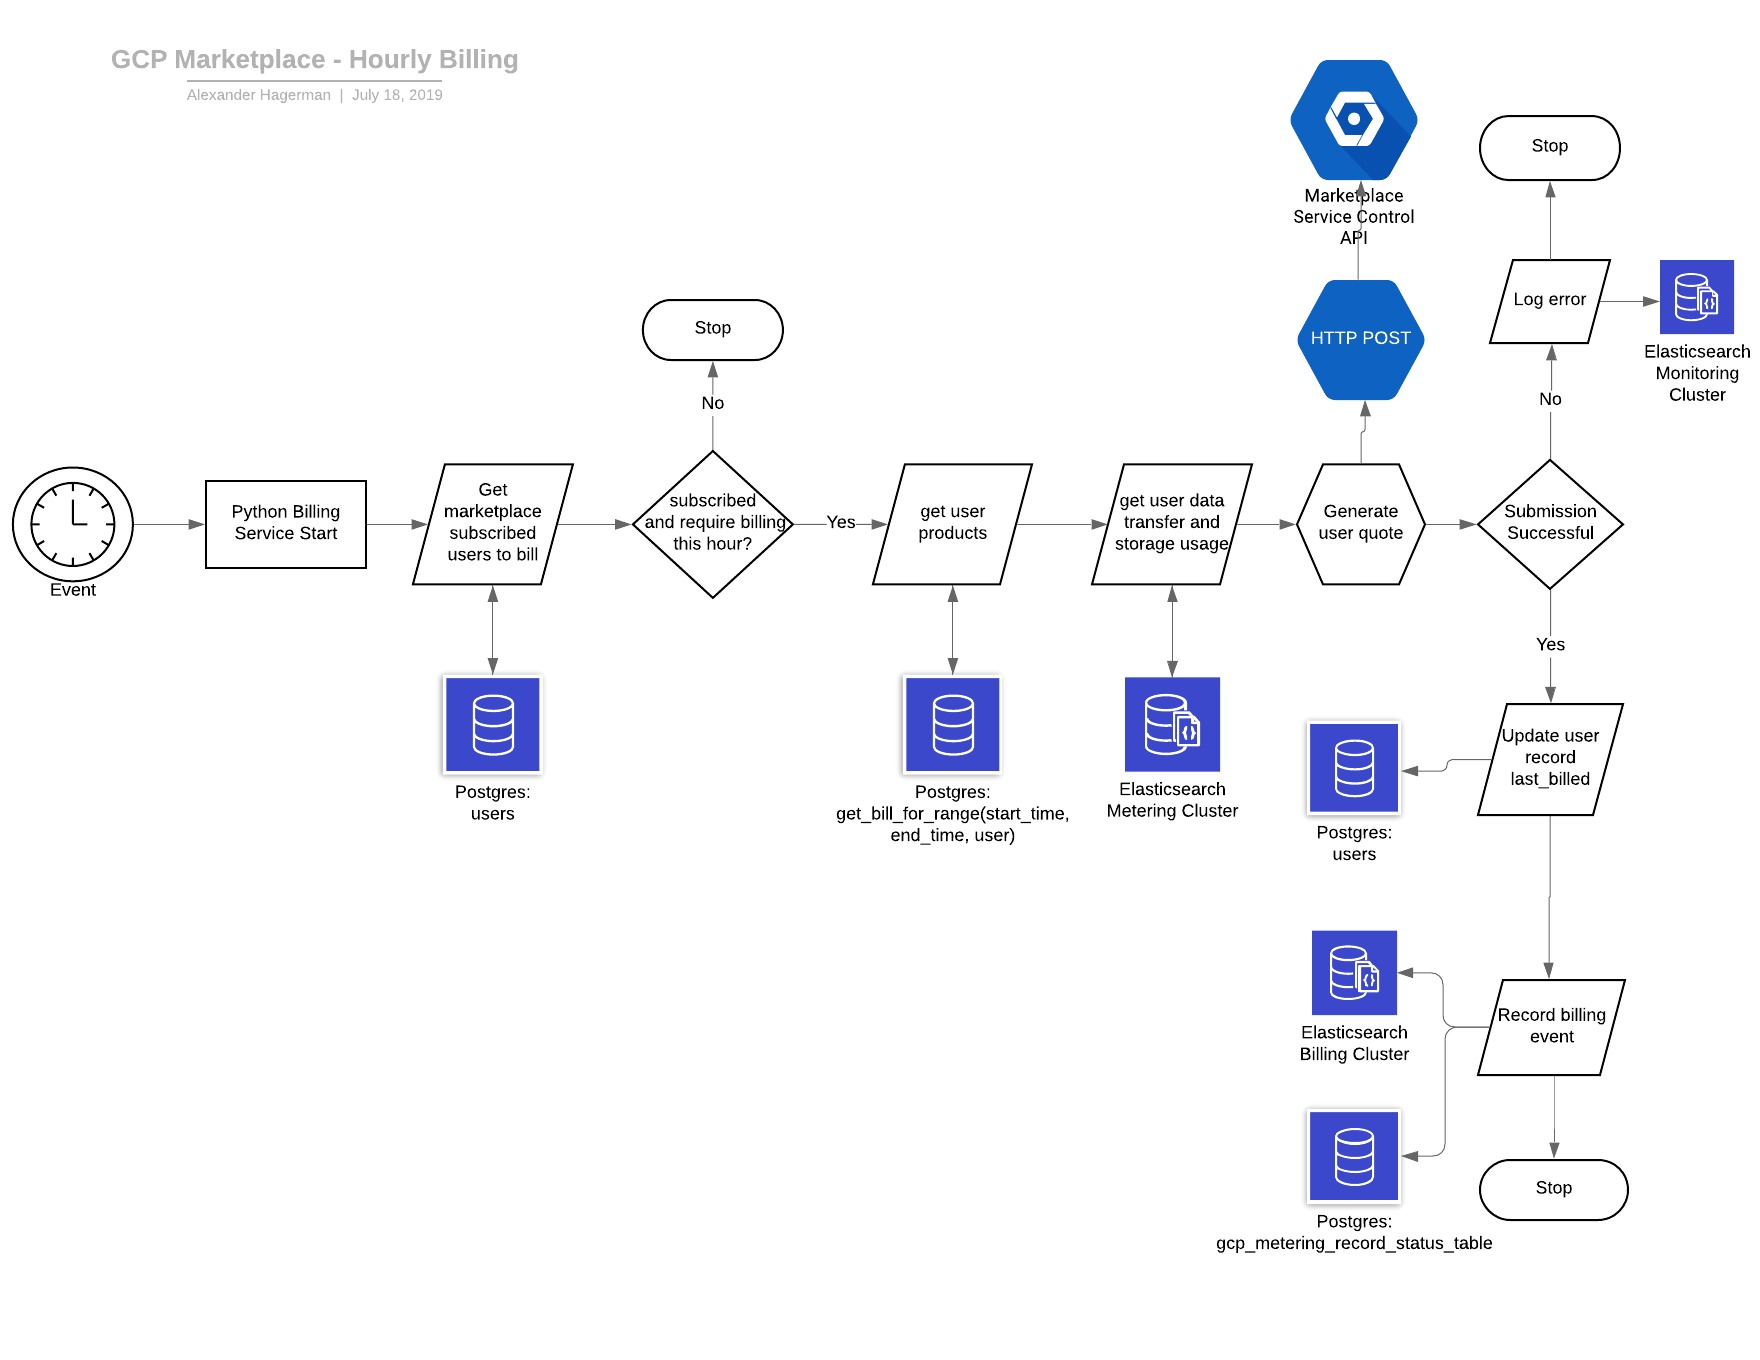 GCP Marketplace - Hourly Billing
Alexander Hagerman | July 18, 2019
Marketplace
Service Control
API
Stop
HTTP POST
Log error
Elasticsearch
Monitoring
Cluster
No
Stop
No
Event
Python Billing
Service Start
Get
marketplace
subscribed
users to bill
subscribed
and require billing
this hour?
Yes
get user
products
get user data
transfer and
storage usage
Generate
user quote
Submission
Successful
Yes
Postgres:
users
Postgres:
get_bill_for_range(start_time,
end_time, user)
Elasticsearch
Metering Cluster
Update user
record
last_billed
Postgres:
users
Record billing
event
Elasticsearch
Billing Cluster
Stop
Postgres:
gcp_metering_record_status_table